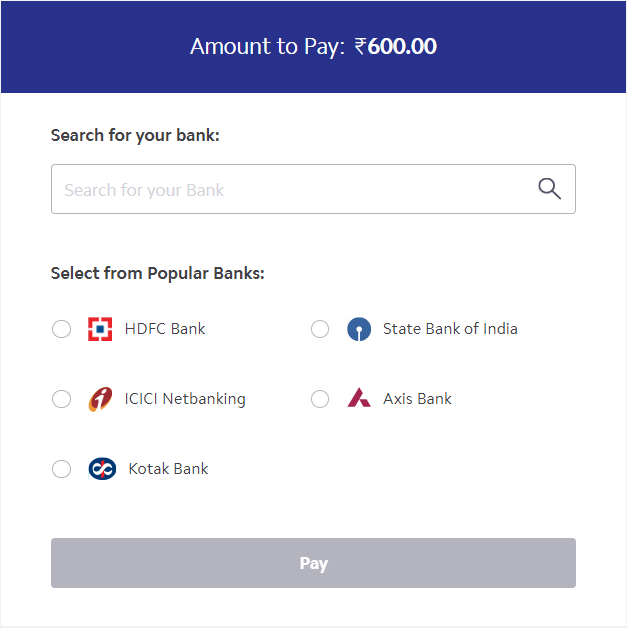 Amount to Pay: ₹600.00
Search for your bank:
Search for your Bank
Select from Popular Banks:
HDFC Bank
State Bank of India
ICICI Netbanking
Axis Bank
Kotak Bank
Pay